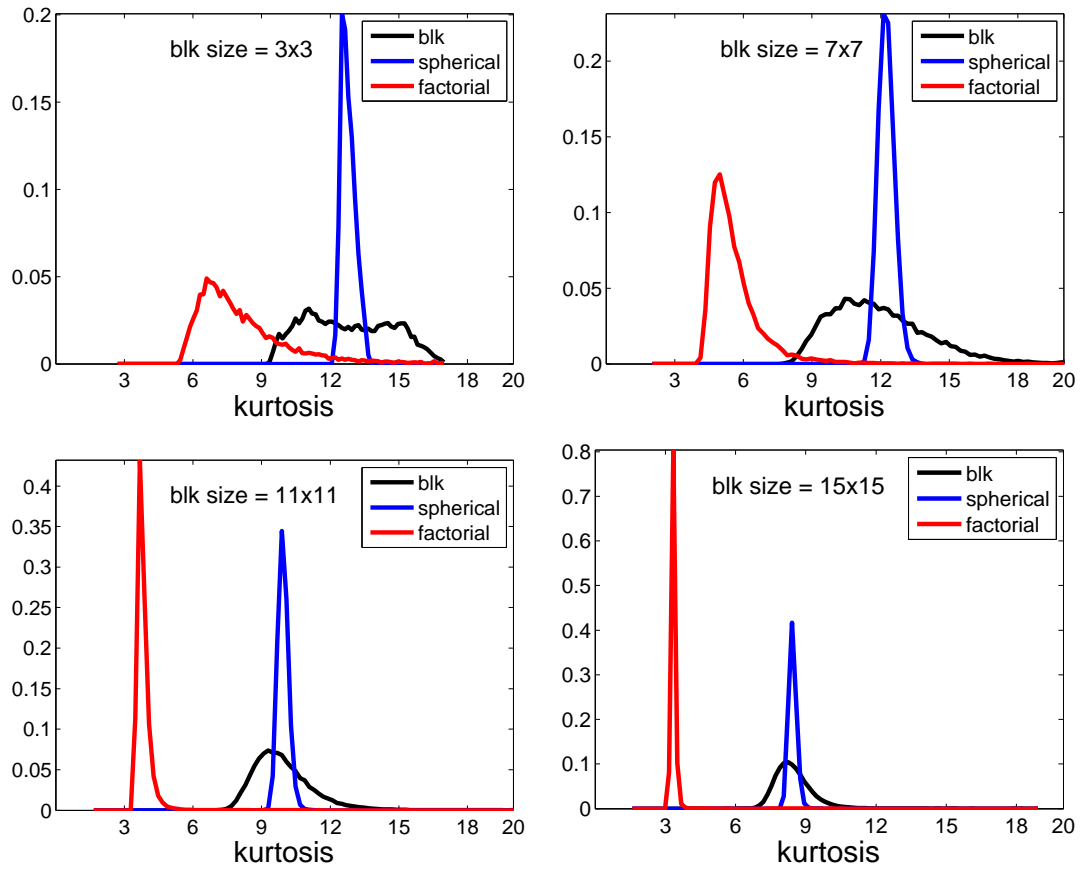 0.2
0.15
0.1
0.05
0
blk size = 3x3
blk
spherical
factorial
3 6 9 12 15 18 20
kurtosis
0.2
0.15
0.1
0.05
0
blk size = 7x7
blk
spherical
factorial
3 6 9 12 15 18 20
kurtosis
0.4
0.35
0.3
0.25
0.2
0.15
0.1
0.05
0
blk size = 11x11
blk
spherical
factorial
3 6 9 12 15 18 20
kurtosis
0.8
0.7
0.6
0.5
0.4
0.3
0.2
0.1
0
blk size = 15x15
blk
spherical
factorial
3 6 9 12 15 18 20
kurtosis